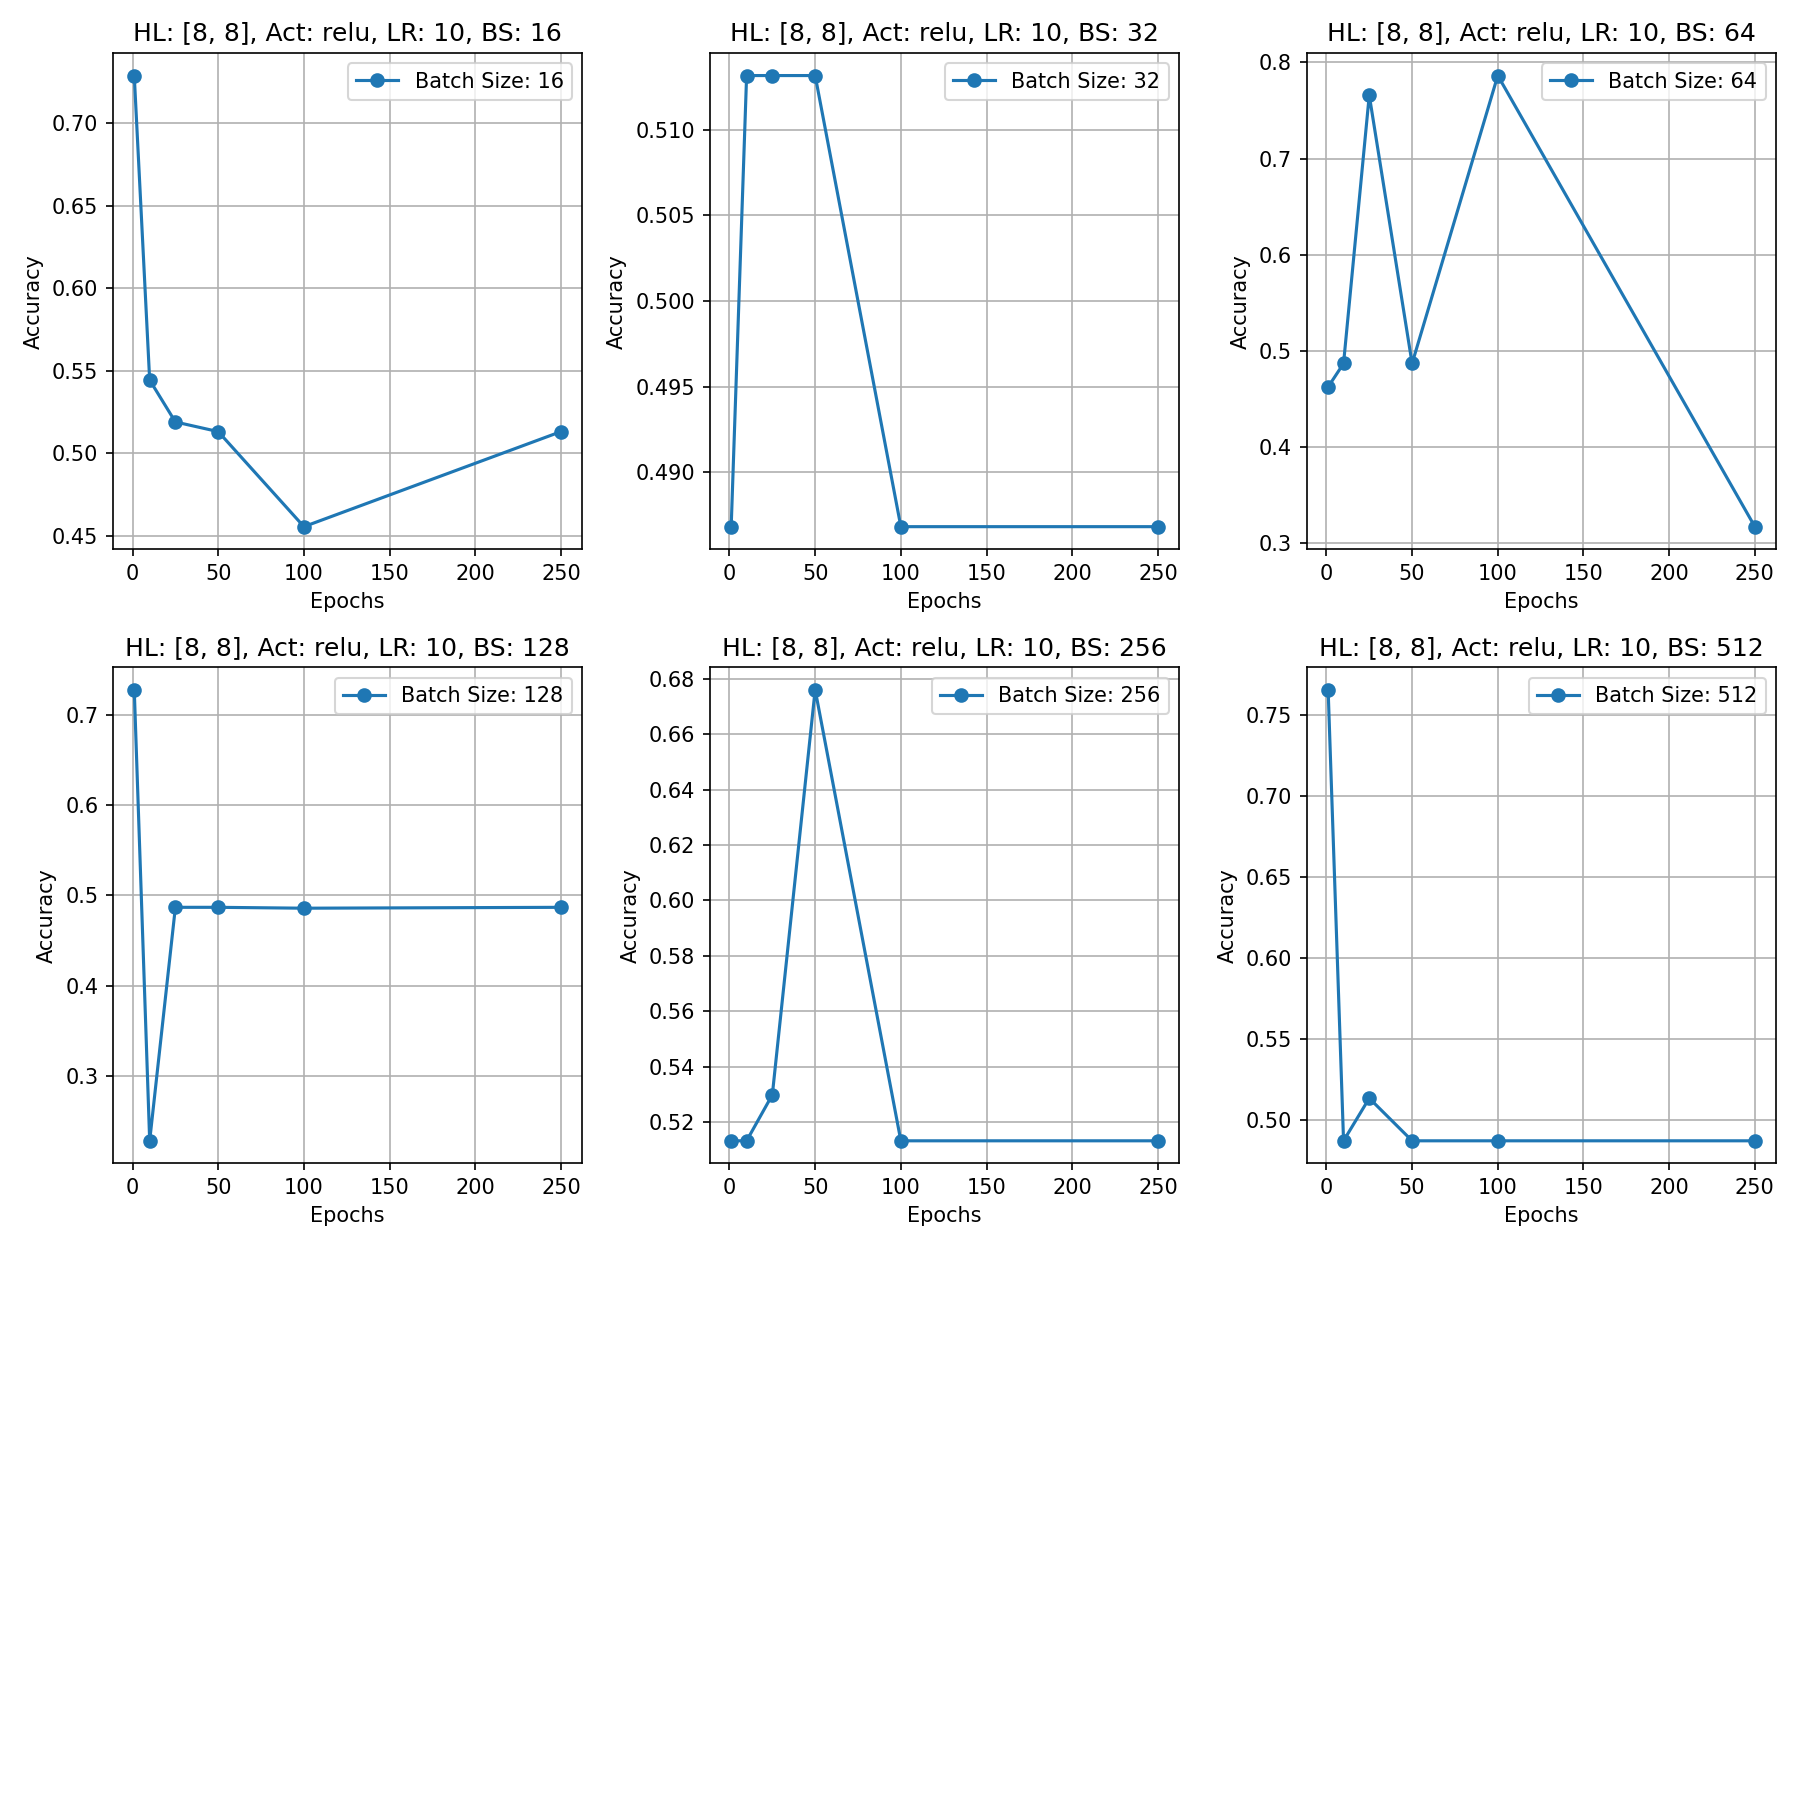 HL: [8, 8], Act: relu, LR: 10, BS: 16
Batch Size: 16
Accuracy
0.70
0.65
0.60
0.55
0.50
0.45
0 50 100 150 200 250
Epochs
HL: [8, 8], Act: relu, LR: 10, BS: 32
Batch Size: 32
Accuracy
0.510
0.505
0.500
0.495
0.490
0 50 100 150 200 250
Epochs
HL: [8, 8], Act: relu, LR: 10, BS: 64
Batch Size: 64
Accuracy
0.8
0.7
0.6
0.5
0.4
0.3
0 50 100 150 200 250
Epochs
HL: [8, 8], Act: relu, LR: 10, BS: 128
Batch Size: 128
Accuracy
0.7
0.6
0.5
0.4
0.3
0 50 100 150 200 250
Epochs
HL: [8, 8], Act: relu, LR: 10, BS: 256
Batch Size: 256
Accuracy
0.68
0.66
0.64
0.62
0.60
0.58
0.56
0.54
0.52
0 50 100 150 200 250
Epochs
HL: [8, 8], Act: relu, LR: 10, BS: 512
Batch Size: 512
Accuracy
0.75
0.70
0.65
0.60
0.55
0.50
0 50 100 150 200 250
Epochs